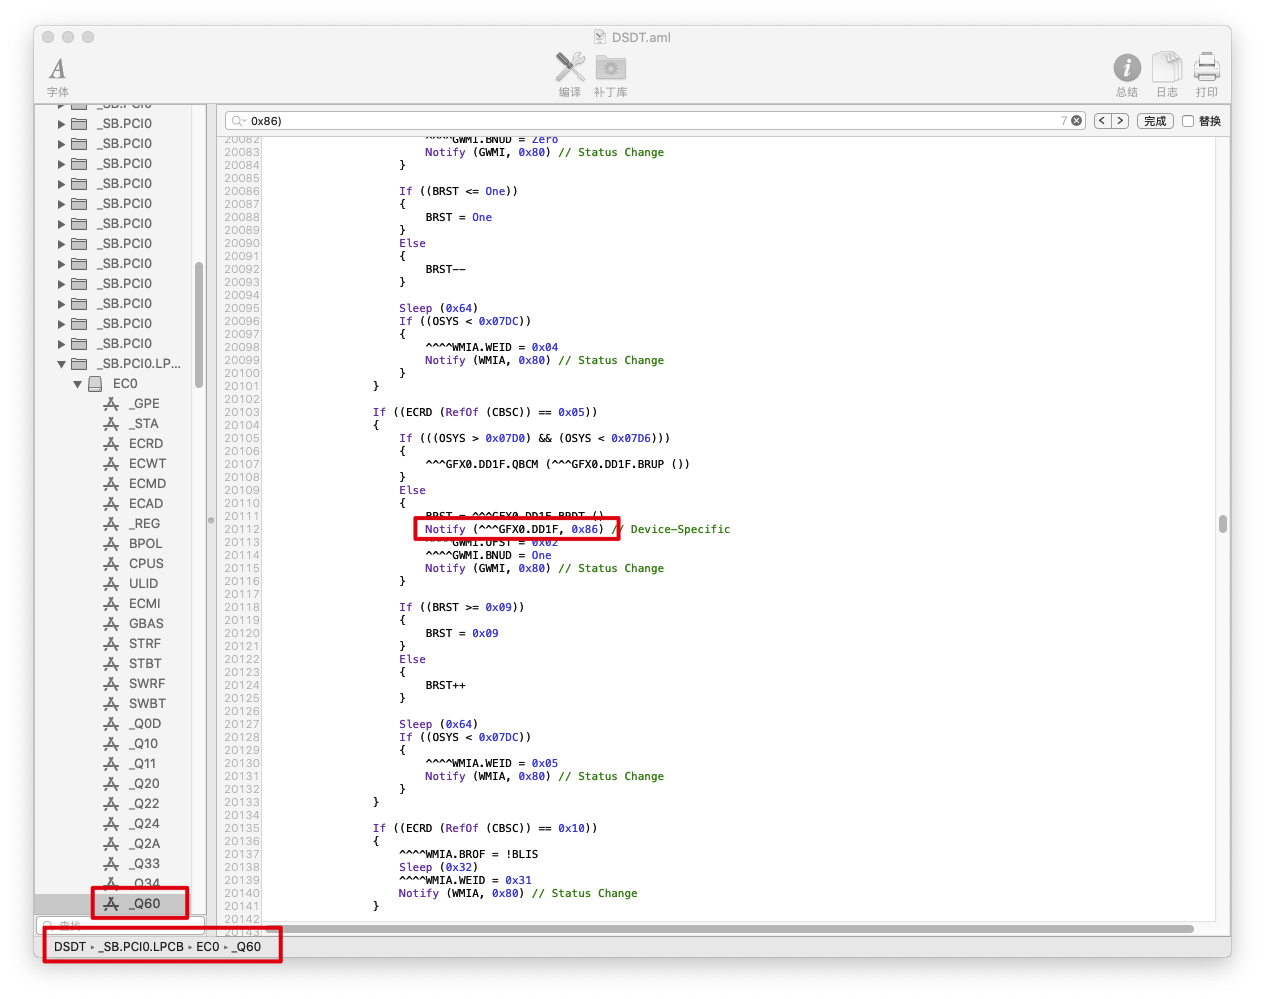 DSDT.aml
字体
编译
补丁库
总结
日志
打印
_SB.PCI0
_SB.PCI0
_SB.PCI0
_SB.PCI0
_SB.PCI0
_SB.PCI0
_SB.PCI0
_SB.PCI0
_SB.PCI0
_SB.PCI0
_SB.PCI0
_SB.PCI0
_SB.PCI0
_SB.PCI0.LP...
EC0
_GPE
_STA
ECRD
ECWT
ECMD
ECAD
_REG
BPOL
CPUS
ULID
ECMI
GBAS
STRF
STBT
SWRF
SWBT
_Q0D
_Q10
_Q11
_Q20
_Q22
_Q24
_Q2A
_Q33
_Q34
_Q60
查找
DSDT ▸ _SB.PCI0.LPCB ▸ EC0 ▸ _Q60
0x86) 7 < > 完成 替换
20082 ^^^^GWMI.BNUD = Zero
20083 Notify (GWMI, 0x80) // Status Change
20084 }
20085
20086 If ((BRST <= One))
20087 {
20088 BRST = One
20089 }
20090 Else
20091 {
20092 BRST--
20093 }
20094
20095 Sleep (0x64)
20096 If ((OSYS < 0x07DC))
20097 {
20098 ^^^^WMIA.WEID = 0x04
20099 Notify (WMIA, 0x80) // Status Change
20100 }
20101 }
20102
20103 If ((ECRD (RefOf (CBSC)) == 0x05))
20104 {
20105 If (((OSYS > 0x07D0) && (OSYS < 0x07D6)))
20106 {
20107 ^^^GFX0.DD1F.QBCM (^^^GFX0.DD1F.BRUP ())
20108 }
20109 Else
20110 {
20111 BRST = ^^^GFX0.DD1F.BRDT ()
20112 Notify (^^^GFX0.DD1F, 0x86) // Device-Specific
20113 ^^^^GWMI.OFST = 0x02
20114 ^^^^GWMI.BNUD = One
20115 Notify (GWMI, 0x80) // Status Change
20116 }
20117
20118 If ((BRST >= 0x09))
20119 {
20120 BRST = 0x09
20121 }
20122 Else
20123 {
20124 BRST++
20125 }
20126
20127 Sleep (0x64)
20128 If ((OSYS < 0x07DC))
20129 {
20130 ^^^^WMIA.WEID = 0x05
20131 Notify (WMIA, 0x80) // Status Change
20132 }
20133 }
20134
20135 If ((ECRD (RefOf (CBSC)) == 0x10))
20136 {
20137 ^^^^WMIA.BROF = !BLIS
20138 Sleep (0x32)
20139 ^^^^WMIA.WEID = 0x31
20140 Notify (WMIA, 0x80) // Status Change
20141 }
20142
20143